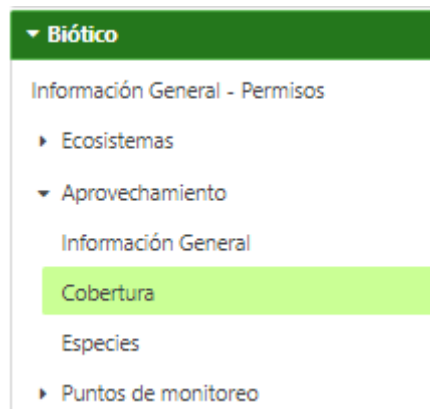 Biótico
Información General - Permisos
Ecosistemas
Aprovechamiento
Información General
Cobertura
Especies
Puntos de monitoreo